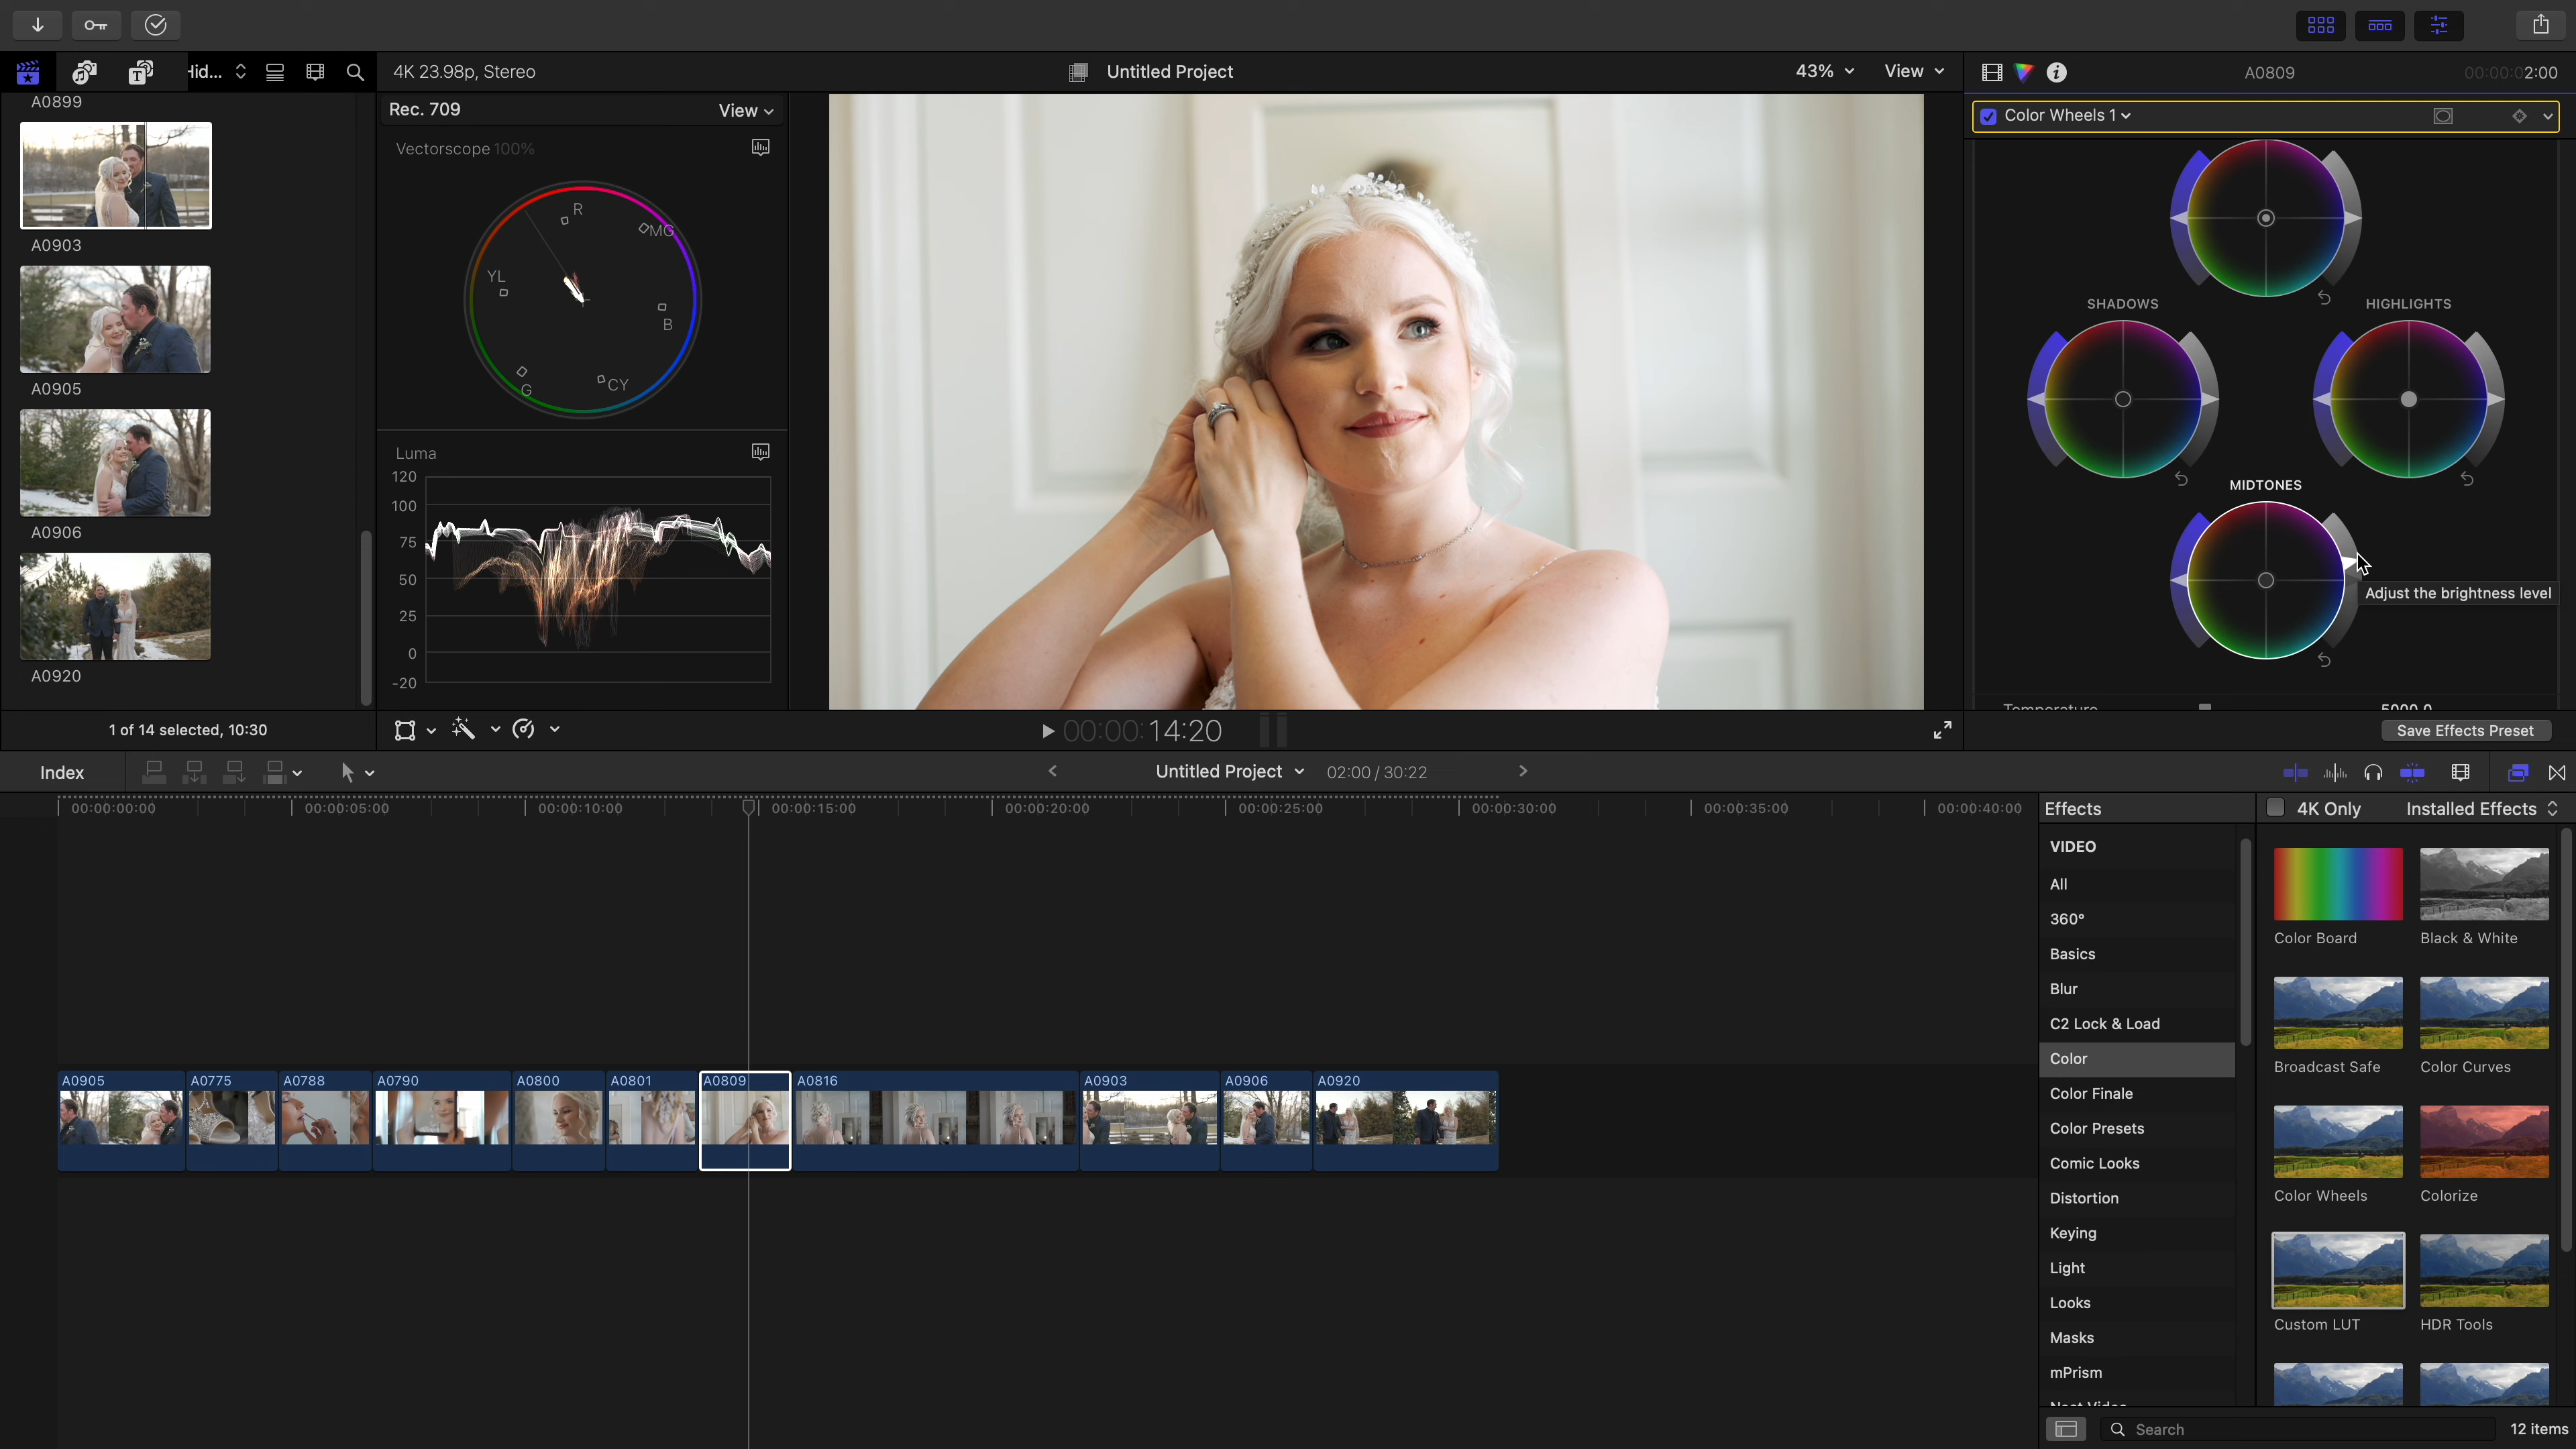 Hid...
4K 23.98p, Stereo
Untitled Project
43%
View
A0809
00:00:02:00
A0899
A0903
A0905
A0906
A0920
1 of 14 selected, 10:30
Rec. 709
View
Vectorscope 100%
R
MG
YL
B
G
CY
Luma
120
100
75
50
25
0
-20
00:00:14:20
Color Wheels 1
SHADOWS
HIGHLIGHTS
MIDTONES
Adjust the brightness level
Temperature
5000.0
Save Effects Preset
Index
Untitled Project
02:00 / 30:22
00:00:00:00
00:00:05:00
00:00:10:00
00:00:15:00
00:00:20:00
00:00:25:00
00:00:30:00
00:00:35:00
00:00:40:00
A0905
A0775
A0788
A0790
A0800
A0801
A0809
A0816
A0903
A0906
A0920
Effects
4K Only
Installed Effects
VIDEO
All
360°
Basics
Blur
C2 Lock & Load
Color
Color Finale
Color Presets
Comic Looks
Distortion
Keying
Light
Looks
Masks
mPrism
Color Board
Black & White
Broadcast Safe
Color Curves
Color Wheels
Colorize
Custom LUT
HDR Tools
Search
12 items